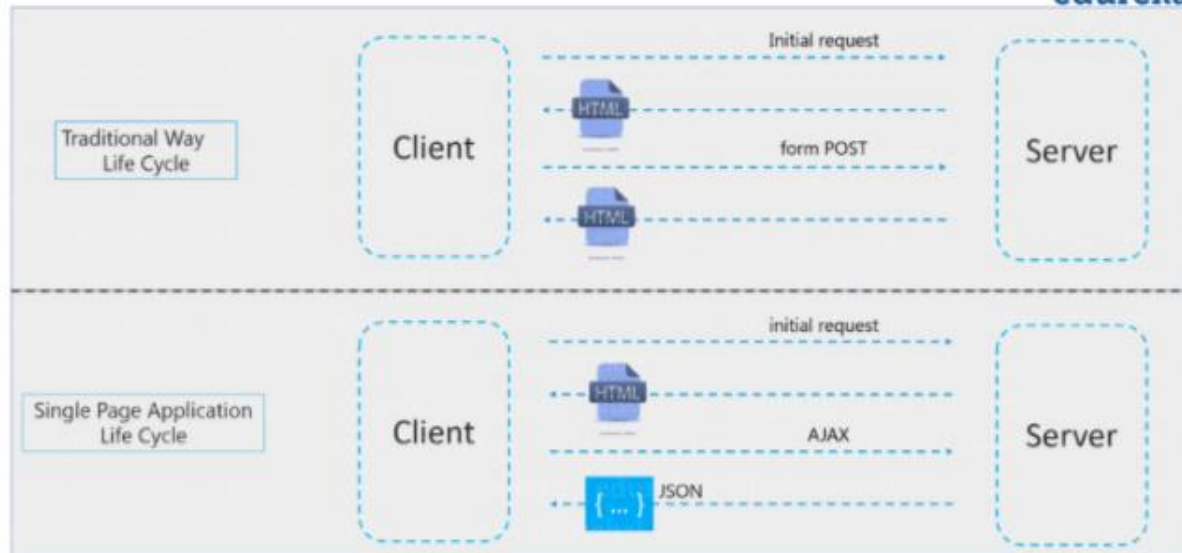 Initial request
HTML
Traditional Way
Life Cycle
Client
form POST
Server
HTML
initial request
HTML
Single Page Application
Life Cycle
Client
AJAX
Server
{ ... } JSON